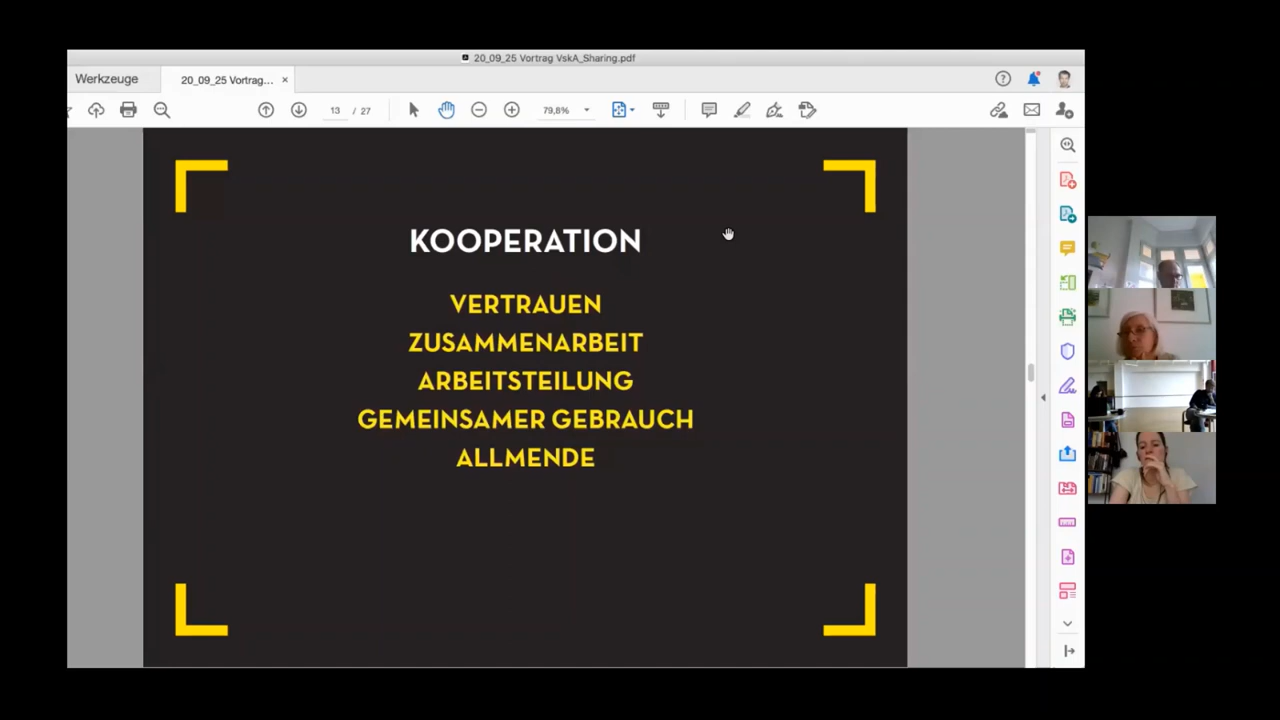 20_09_25 Vortrag VskA_Sharing.pdf
Werkzeuge
20_09_25 Vortrag...
13 / 27
79,8%
KOOPERATION
VERTRAUEN
ZUSAMMENARBEIT
ARBEITSTEILUNG
GEMEINSAMER GEBRAUCH
ALLMENDE